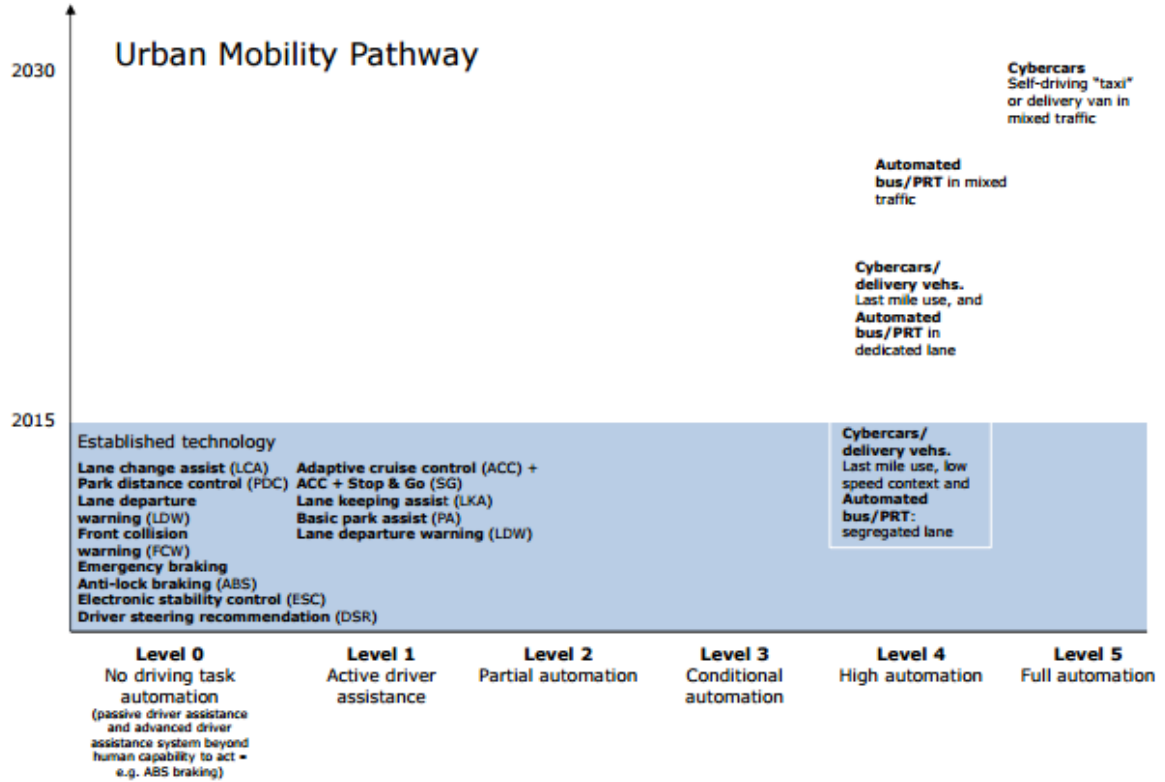 Urban Mobility Pathway
2030
Cybercars
Self-driving "taxi"
or delivery van in
mixed traffic
Automated
bus/PRT in mixed
traffic
Cybercars/
delivery vehs.
Last mile use, and
Automated
bus/PRT in
dedicated lane
2015
Established technology
Lane change assist (LCA)
Park distance control (PDC)
Lane departure
warning (LDW)
Front collision
warning (FCW)
Emergency braking
Anti-lock braking (ABS)
Electronic stability control (ESC)
Driver steering recommendation (DSR)
Adaptive cruise control (ACC) +
ACC + Stop & Go (SG)
Lane keeping assist (LKA)
Basic park assist (PA)
Lane departure warning (LDW)
Cybercars/
delivery vehs.
Last mile use, low
speed context and
Automated
bus/PRT:
segregated lane
Level 0
No driving task
automation
(passive driver assistance
and advanced driver
assistance system beyond
human capability to act =
e.g. ABS braking)
Level 1
Active driver
assistance
Level 2
Partial automation
Level 3
Conditional
automation
Level 4
High automation
Level 5
Full automation